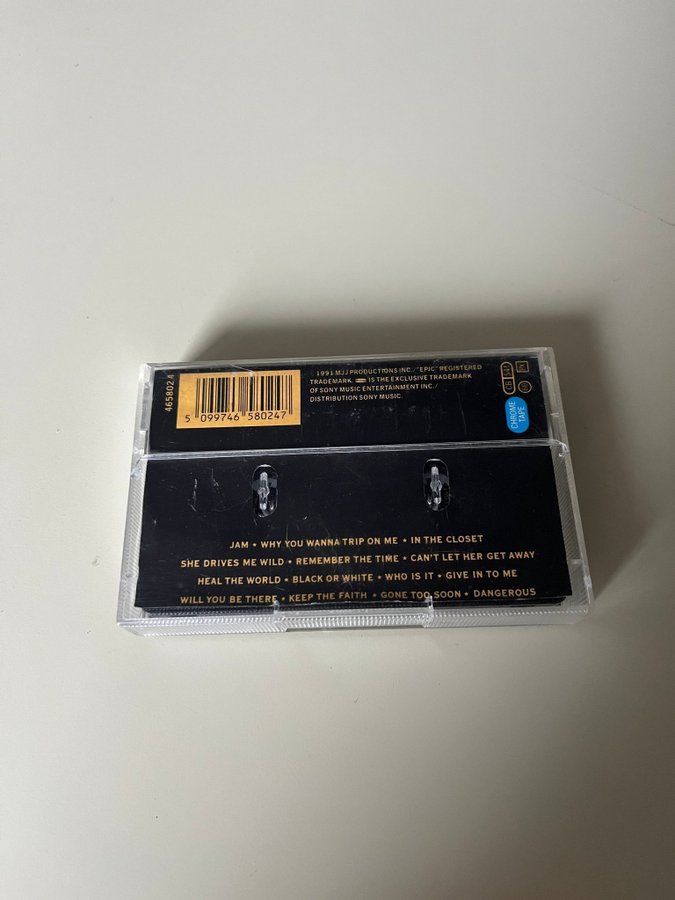 465802 4
5 099746 580247
1991 MJJ PRODUCTIONS INC./"EPIC" REGISTERED
TRADEMARK. IS THE EXCLUSIVE TRADEMARK
OF SONY MUSIC ENTERTAINMENT INC./
DISTRIBUTION SONY MUSIC.
CHROME
TAPE
JAM • WHY YOU WANNA TRIP ON ME • IN THE CLOSET
SHE DRIVES ME WILD • REMEMBER THE TIME • CAN'T LET HER GET AWAY
HEAL THE WORLD • BLACK OR WHITE • WHO IS IT • GIVE IN TO ME
WILL YOU BE THERE • KEEP THE FAITH • GONE TOO SOON • DANGEROUS